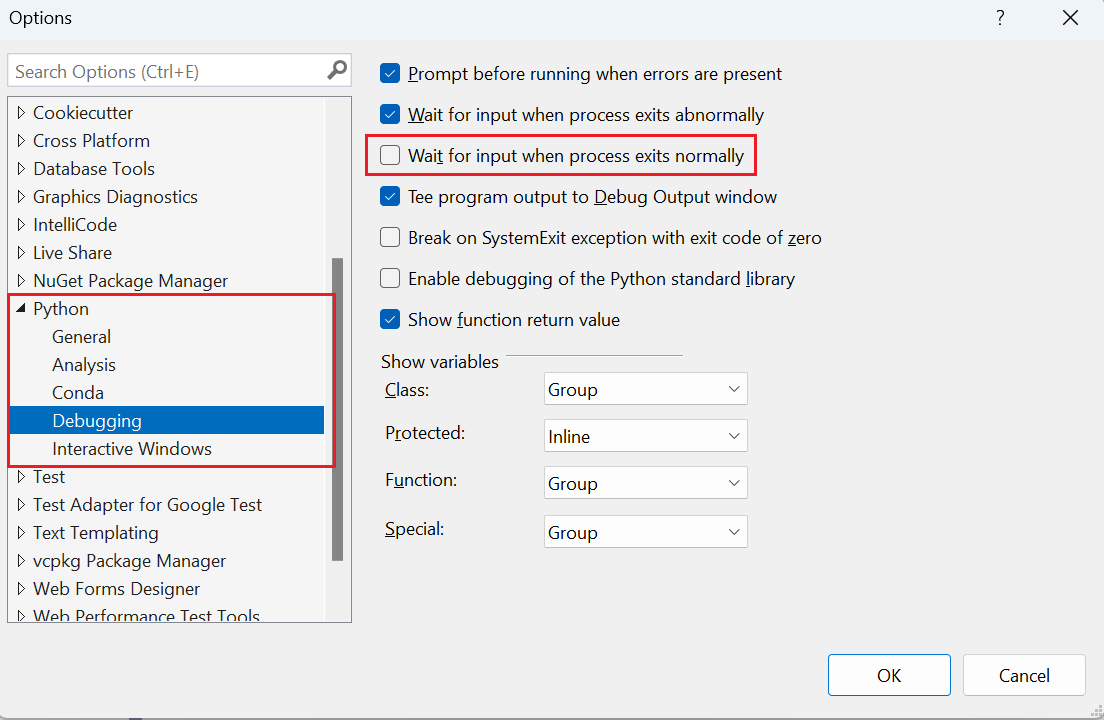 Options
?
Search Options (Ctrl+E)
Cookiecutter
Cross Platform
Database Tools
Graphics Diagnostics
IntelliCode
Live Share
NuGet Package Manager
Python
General
Analysis
Conda
Debugging
Interactive Windows
Test
Test Adapter for Google Test
Text Templating
vcpkg Package Manager
Web Forms Designer
Web Performance Test Tools
Prompt before running when errors are present
Wait for input when process exits abnormally
Wait for input when process exits normally
Tee program output to Debug Output window
Break on SystemExit exception with exit code of zero
Enable debugging of the Python standard library
Show function return value
Show variables
Class: Group
Protected: Inline
Function: Group
Special: Group
OK Cancel